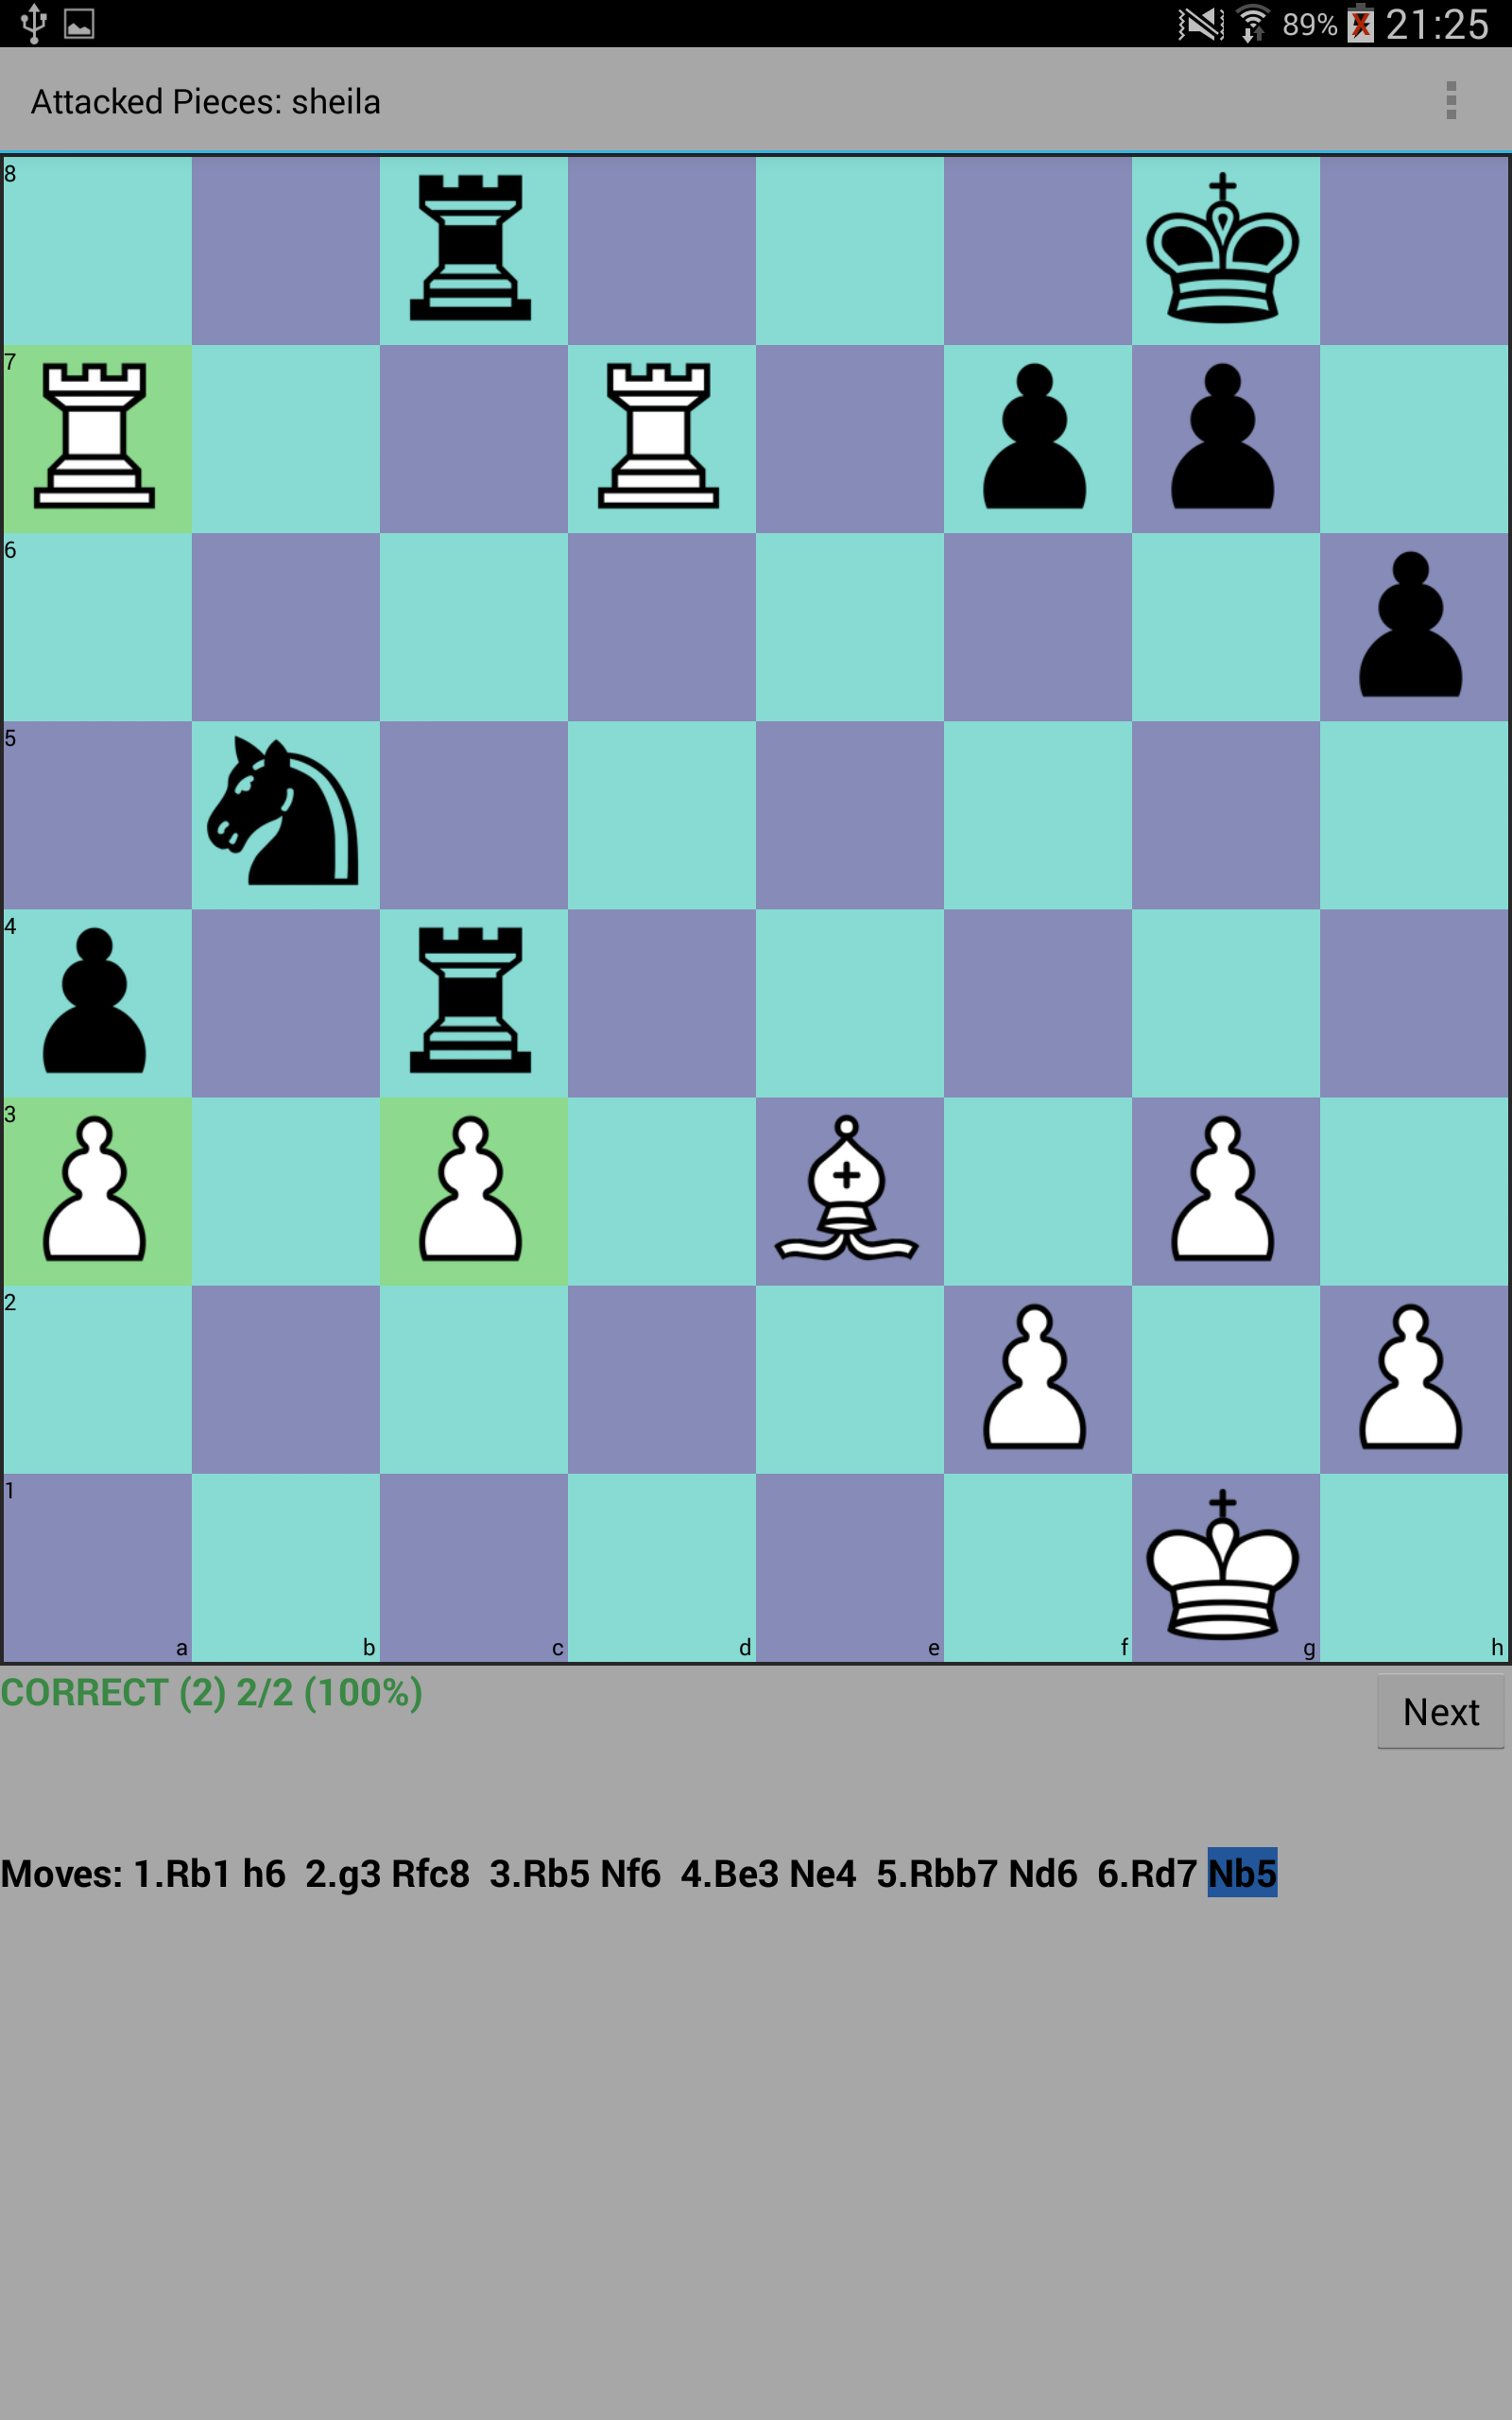 89% 21:25
Attacked Pieces: sheila
8
7
6
5
4
3
2
1
a b c d e f g h
CORRECT (2) 2/2 (100%)
Next
Moves: 1.Rb1 h6 2.g3 Rfc8 3.Rb5 Nf6 4.Be3 Ne4 5.Rbb7 Nd6 6.Rd7 Nb5